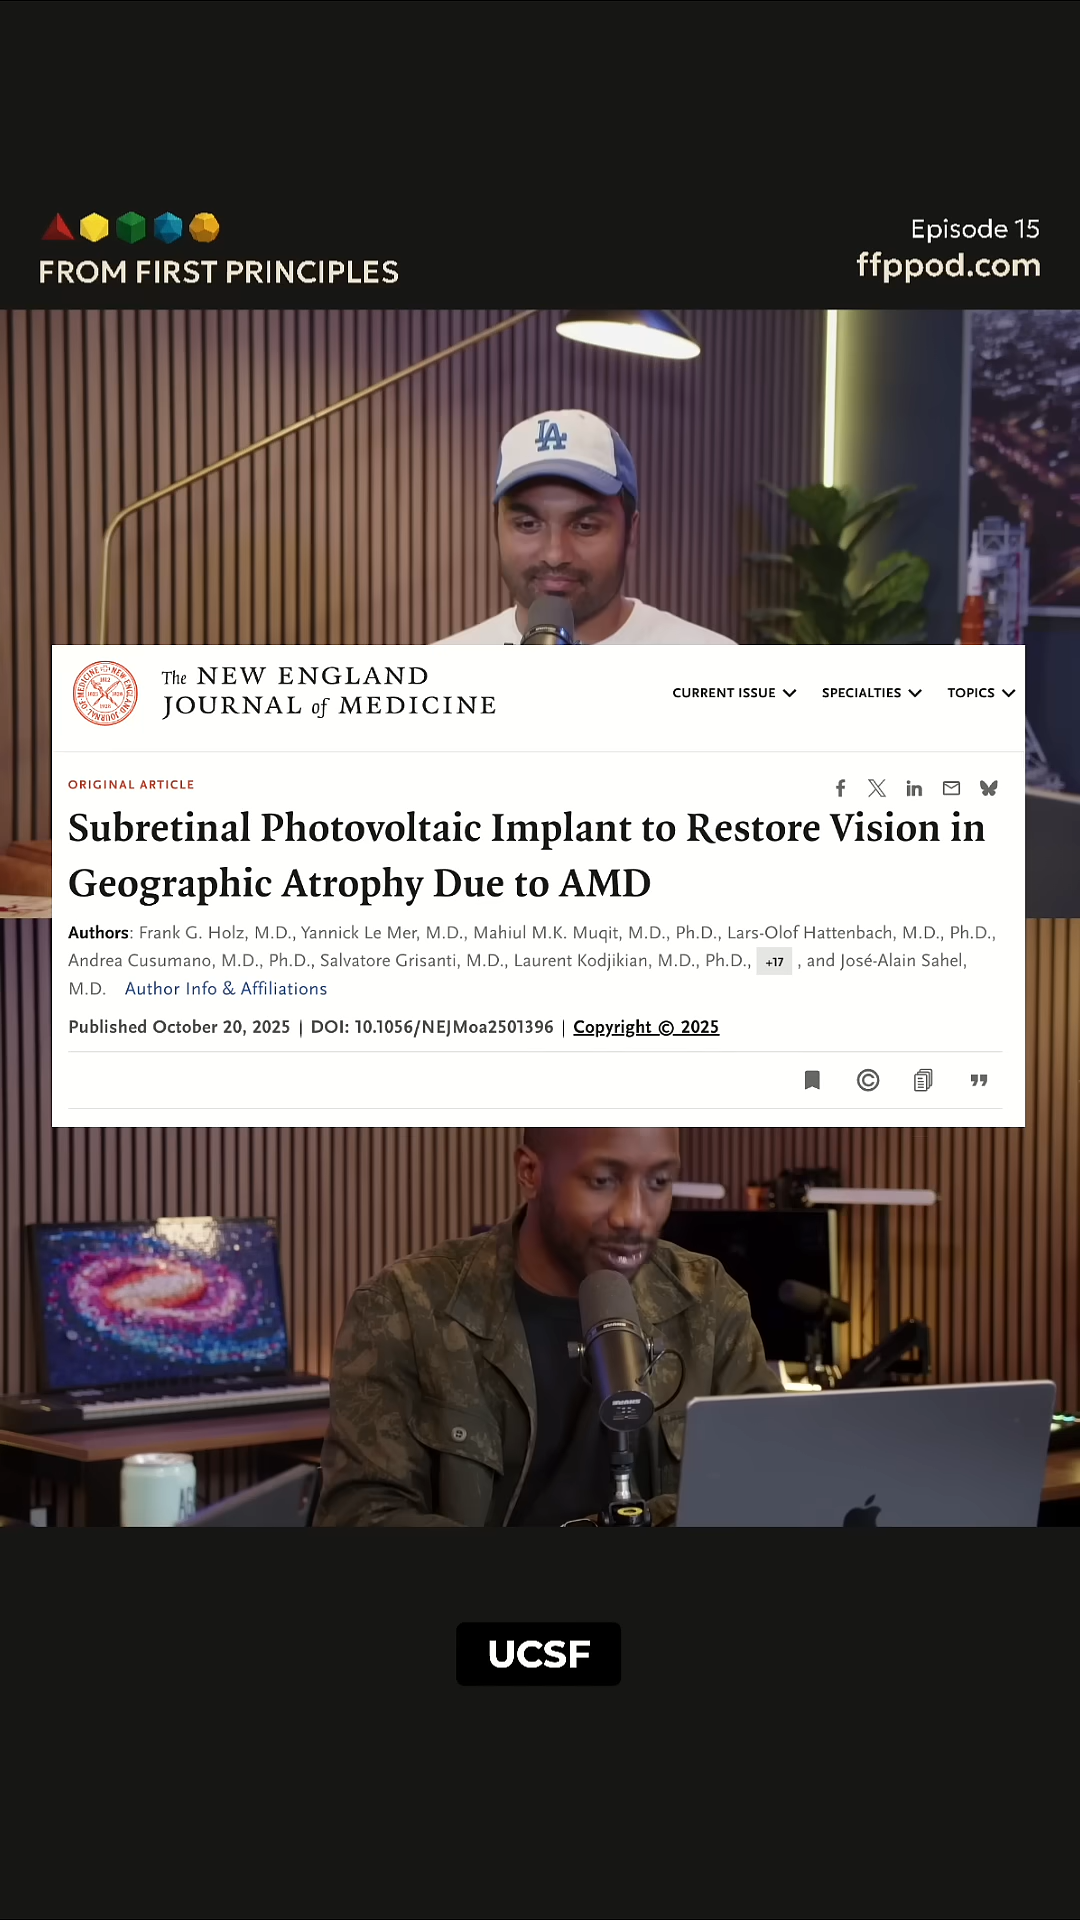 FROM FIRST PRINCIPLES
Episode 15
ffppod.com
LA
The NEW ENGLAND
JOURNAL of MEDICINE
CURRENT ISSUE
SPECIALTIES
TOPICS
ORIGINAL ARTICLE
Subretinal Photovoltaic Implant to Restore Vision in
Geographic Atrophy Due to AMD
Authors: Frank G. Holz, M.D., Yannick Le Mer, M.D., Mahiul M.K. Muqit, M.D., Ph.D., Lars-Olof Hattenbach, M.D., Ph.D.,
Andrea Cusumano, M.D., Ph.D., Salvatore Grisanti, M.D., Laurent Kodjikian, M.D., Ph.D., +17 , and José-Alain Sahel,
M.D. Author Info & Affiliations
Published October 20, 2025 | DOI: 10.1056/NEJMoa2501396 | Copyright © 2025
UCSF